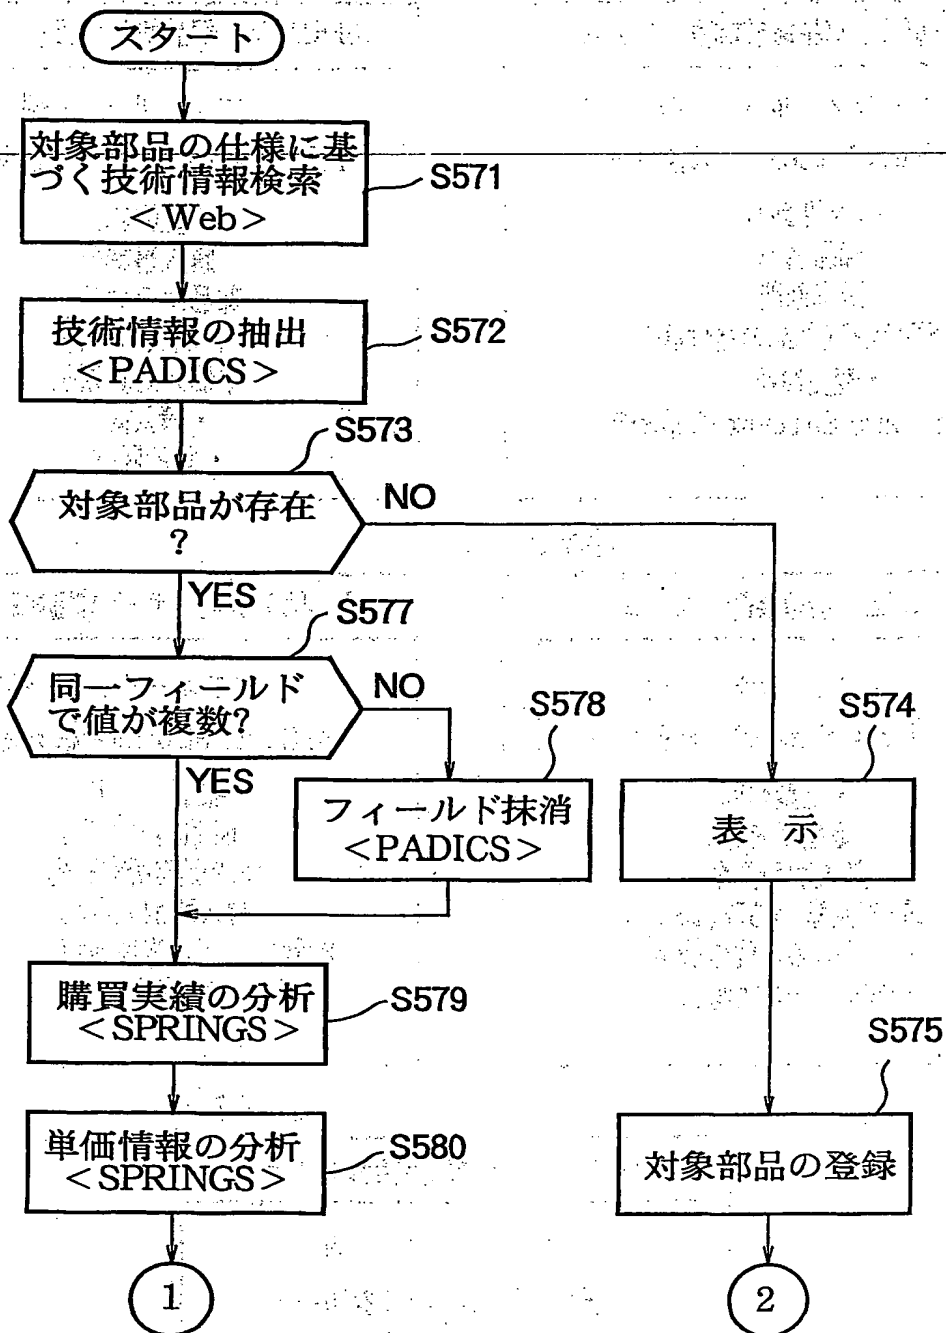 スタート
対象部品の仕様に基
づく技術情報検索
<Web>
S571
技術情報の抽出
<PADICS>
S572
S573
対象部品が存在
?
NO
YES
S577
同一フィールド
で値が複数?
NO
YES
S578
フィールド抹消
<PADICS>
S574
表 示
購買実績の分析
<SPRINGS>
S579
S575
対象部品の登録
単価情報の分析
<SPRINGS>
S580
1
2